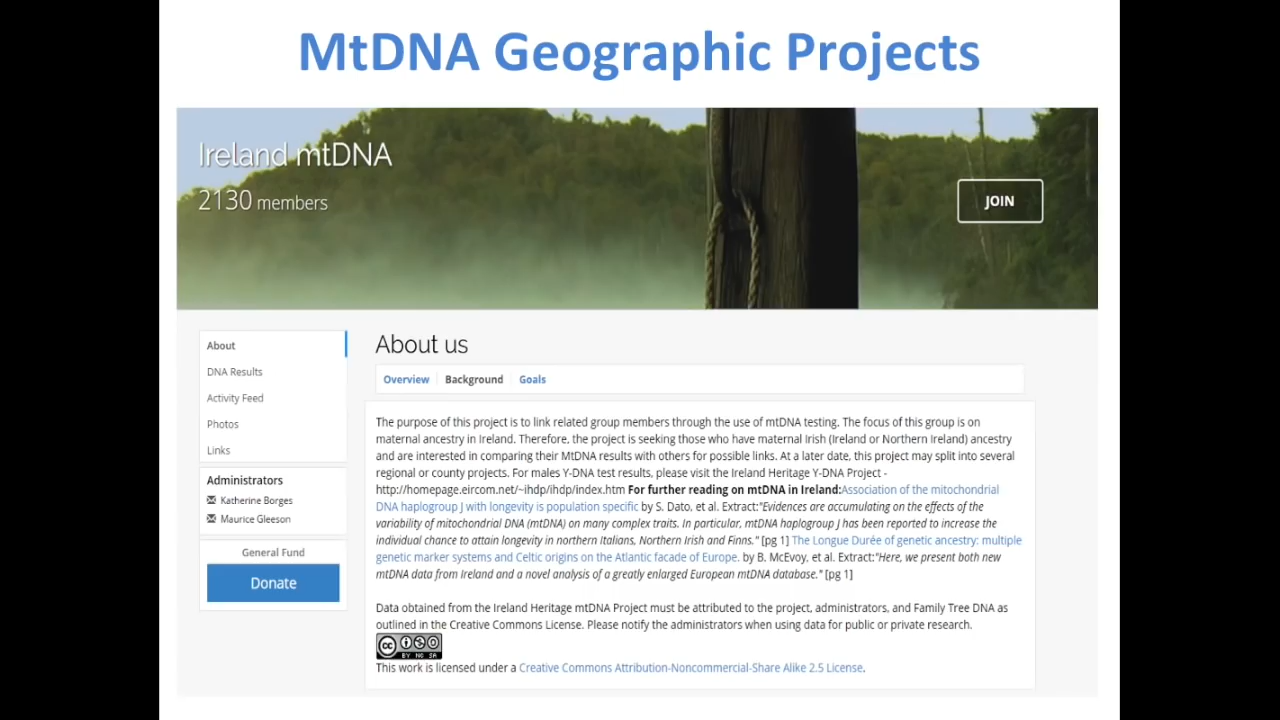 MtDNA Geographic Projects
Ireland mtDNA
2130 members
JOIN
About
DNA Results
Activity Feed
Photos
Links
Administrators
Katherine Borges
Maurice Gleeson
General Fund
Donate
About us
Overview Background Goals
The purpose of this project is to link related group members through the use of mtDNA testing. The focus of this group is on
maternal ancestry in Ireland. Therefore, the project is seeking those who have maternal Irish (Ireland or Northern Ireland) ancestry
and are interested in comparing their MtDNA results with others for possible links. At a later date, this project may split into several
regional or county projects. For males Y-DNA test results, please visit the Ireland Heritage Y-DNA Project -
http://homepage.eircom.net/~ihdp/ihdp/index.htm For further reading on mtDNA in Ireland:Association of the mitochondrial
DNA haplogroup J with longevity is population specific by S. Dato, et al. Extract:"Evidences are accumulating on the effects of the
variability of mitochondrial DNA (mtDNA) on many complex traits. In particular, mtDNA haplogroup J has been reported to increase the
individual chance to attain longevity in northern Italians, Northern Irish and Finns." [pg 1] The Longue Durée of genetic ancestry: multiple
genetic marker systems and Celtic origins on the Atlantic facade of Europe. by B. McEvoy, et al. Extract:"Here, we present both new
mtDNA data from Ireland and a novel analysis of a greatly enlarged European mtDNA database." [pg 1]
Data obtained from the Ireland Heritage mtDNA Project must be attributed to the project, administrators, and Family Tree DNA as
outlined in the Creative Commons License. Please notify the administrators when using data for public or private research.
cc
BY NC SA
This work is licensed under a Creative Commons Attribution-Noncommercial-Share Alike 2.5 License.